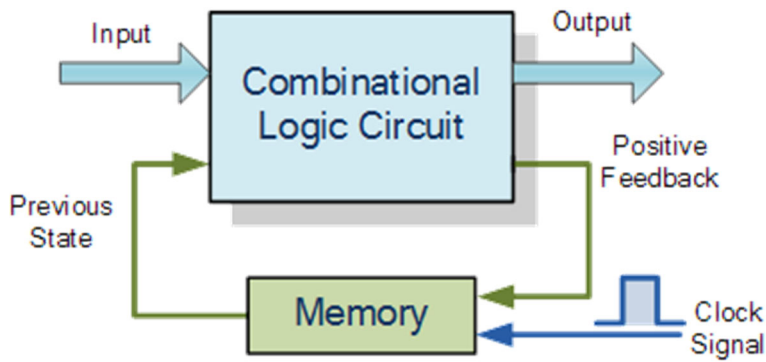 Input
Output
Combinational
Logic Circuit
Positive
Feedback
Previous
State
Memory
Clock
Signal